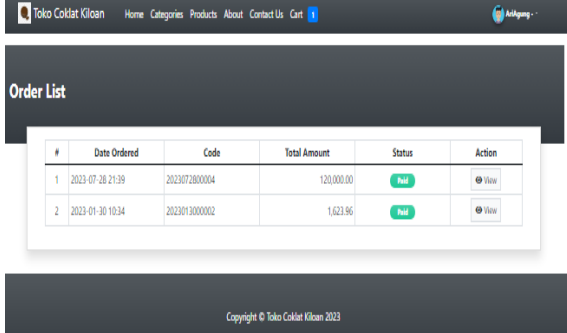 Toko Coklat Kiloan Home Categories Products About Contact Us Cart 1 AriAgung -
Order List
# Date Ordered Code Total Amount Status Action
1 2023-07-28 21:39 2023072800004 120,000.00 Paid View
2 2023-01-30 10:34 2023013000002 1,623.96 Paid View
Copyright © Toko Coklat Kiloan 2023